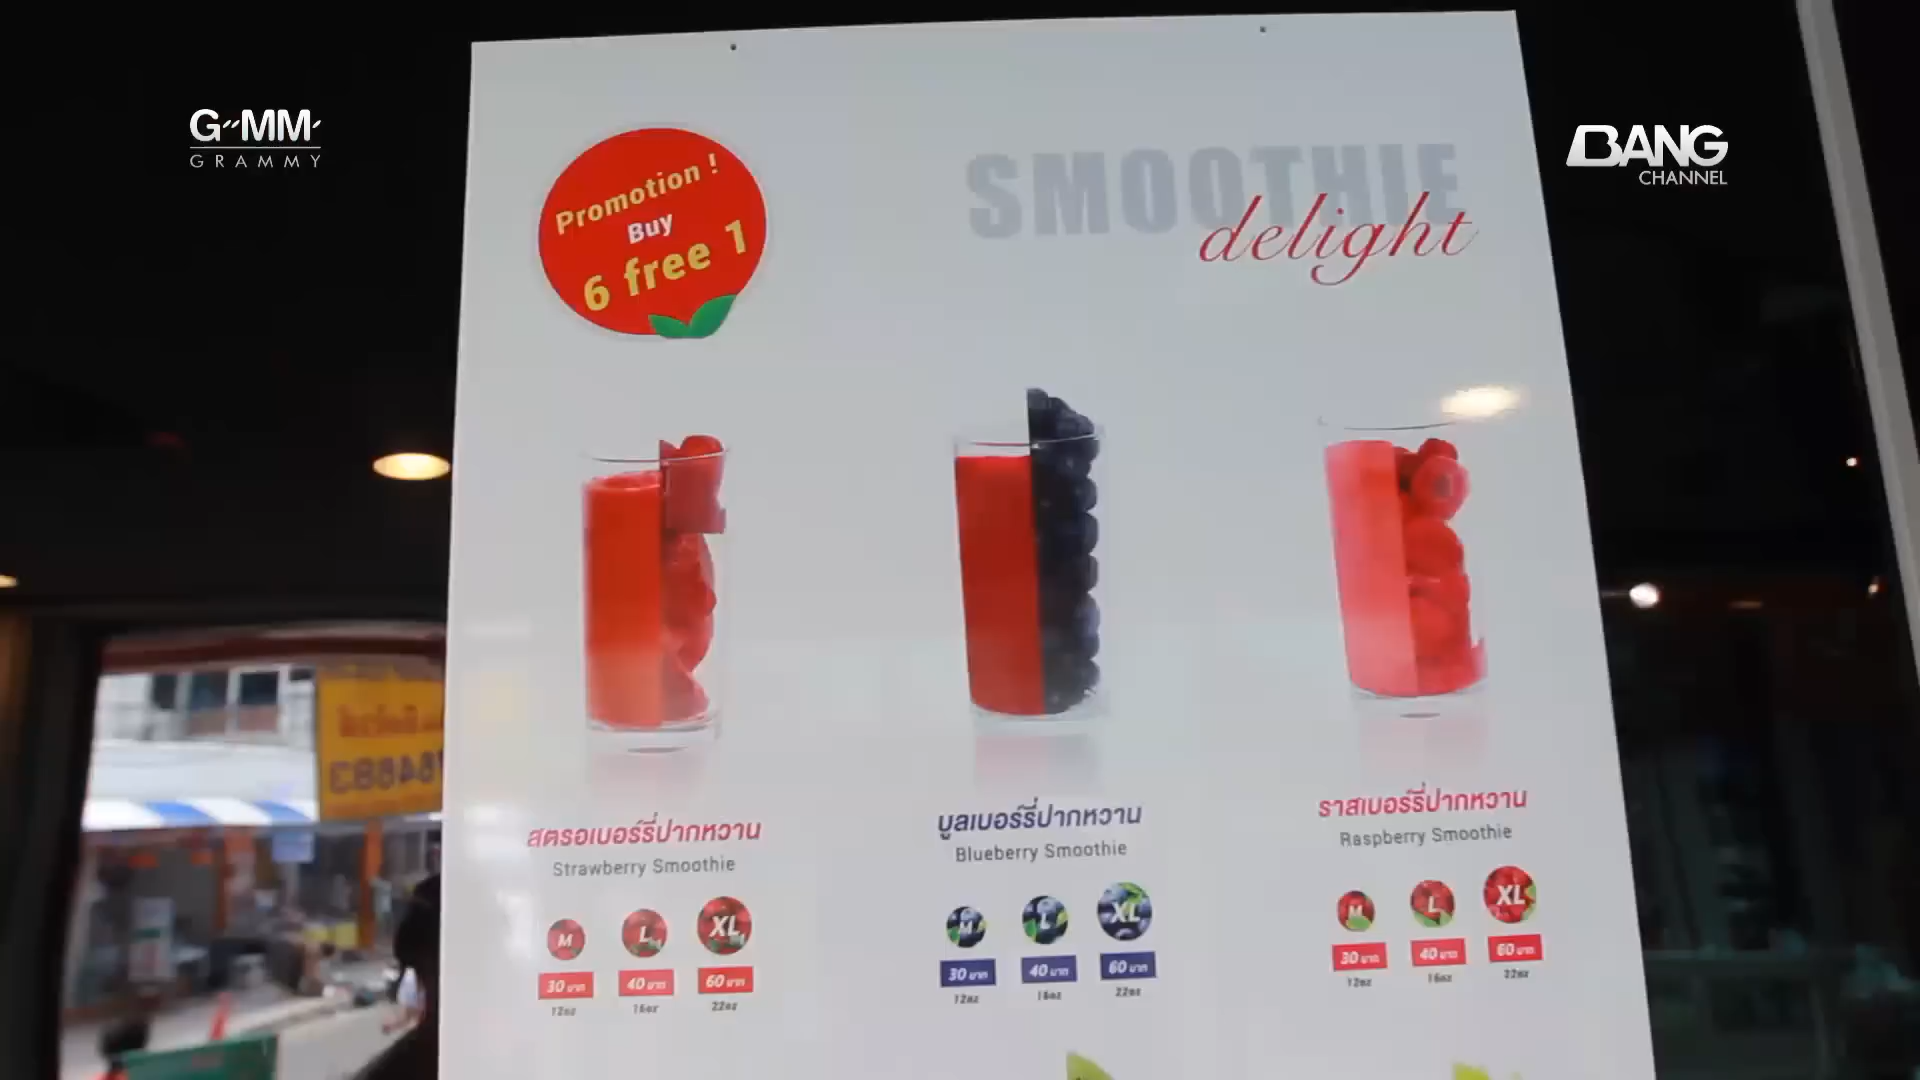 G-MM-
GRAMMY
BANG
CHANNEL
Promotion !
Buy
6 free 1
SMOOTHIE
delight
สตรอเบอร์รี่ปากหวาน
Strawberry Smoothie
M L XL
30 บาท 40 บาท 60 บาท
12oz 16oz 22oz
บูลเบอร์รี่ปากหวาน
Blueberry Smoothie
M L XL
30 บาท 40 บาท 60 บาท
12oz 16oz 22oz
ราสเบอร์รี่ปากหวาน
Raspberry Smoothie
M L XL
30 บาท 40 บาท 60 บาท
12oz 16oz 22oz